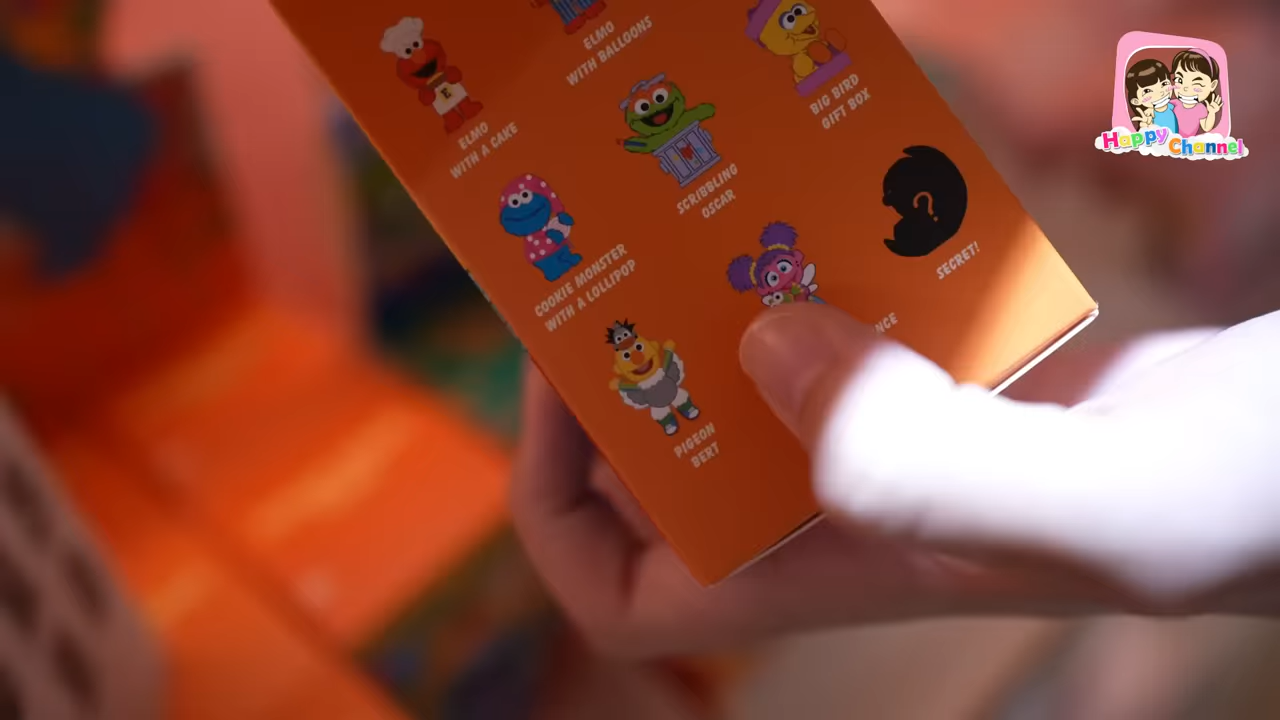 ELMO
WITH BALLOONS
ELMO
WITH A CAKE
BIG BIRD
GIFT BOX
SCRIBBLING
OSCAR
COOKIE MONSTER
WITH A LOLLIPOP
SECRET!
PIGEON
BERT
E
?
Happy
Channel